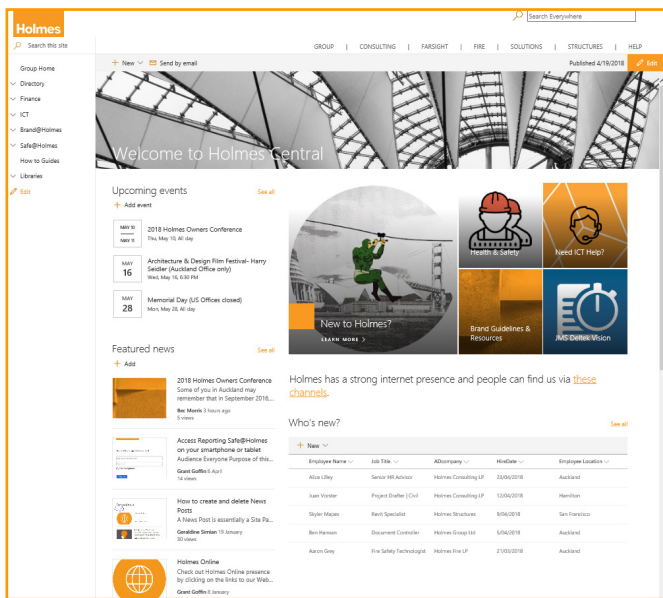 Holmes
Search Everywhere
Search this site
GROUP | CONSULTING | FARSIGHT | FIRE | SOLUTIONS | STRUCTURES | HELP
Group Home
Directory
Finance
ICT
Brand@Holmes
Safe@Holmes
How to Guides
Libraries
Edit
+ New Send by email
Published 4/19/2018 Edit
Welcome to Holmes Central
Upcoming events See all
+ Add event
MAY 10
MAY 11
2018 Holmes Owners Conference
Thu, May 10, All day
MAY
16
Architecture & Design Film Festival- Harry
Seidler (Auckland Office only)
Wed, May 16, 6:30 PM
MAY
28
Memorial Day (US Offices closed)
Mon, May 28, All day
New to Holmes?
LEARN MORE >
Health & Safety
Need ICT Help?
Brand Guidelines &
Resources
JMS Deltek Vision
Featured news See all
+ Add
2018 Holmes Owners Conference
Some of you in Auckland may
remember that in September 2016,...
Bec Morris 3 hours ago
5 views
Access Reporting Safe@Holmes
on your smartphone or tablet
Audience Everyone Purpose of this...
Grant Goffin 6 April
14 views
How to create and delete News
Posts
A News Post is essentially a Site Pa...
Geraldine Simian 19 January
30 views
Holmes Online
Check out Holmes Online presence
by clicking on the links to our Web...
Grant Goffin 8 January
Holmes has a strong internet presence and people can find us via these
channels.
Who's new? See all
+ New
Employee Name Job Title. ADcompany HireDate Employee Location
Alice Lilley Senior HR Advisor Holmes Consulting LP 23/04/2018 Auckland
Juan Vorster Project Drafter | Civil Holmes Consulting LP 12/04/2018 Hamilton
Skyler Mapes Revit Specialist Holmes Structures 9/04/2018 San Francisco
Ben Hansen Document Controller Holmes Group Ltd 5/04/2018 Auckland
Aaron Grey Fire Safety Technologist Holmes Fire LP 21/03/2018 Auckland